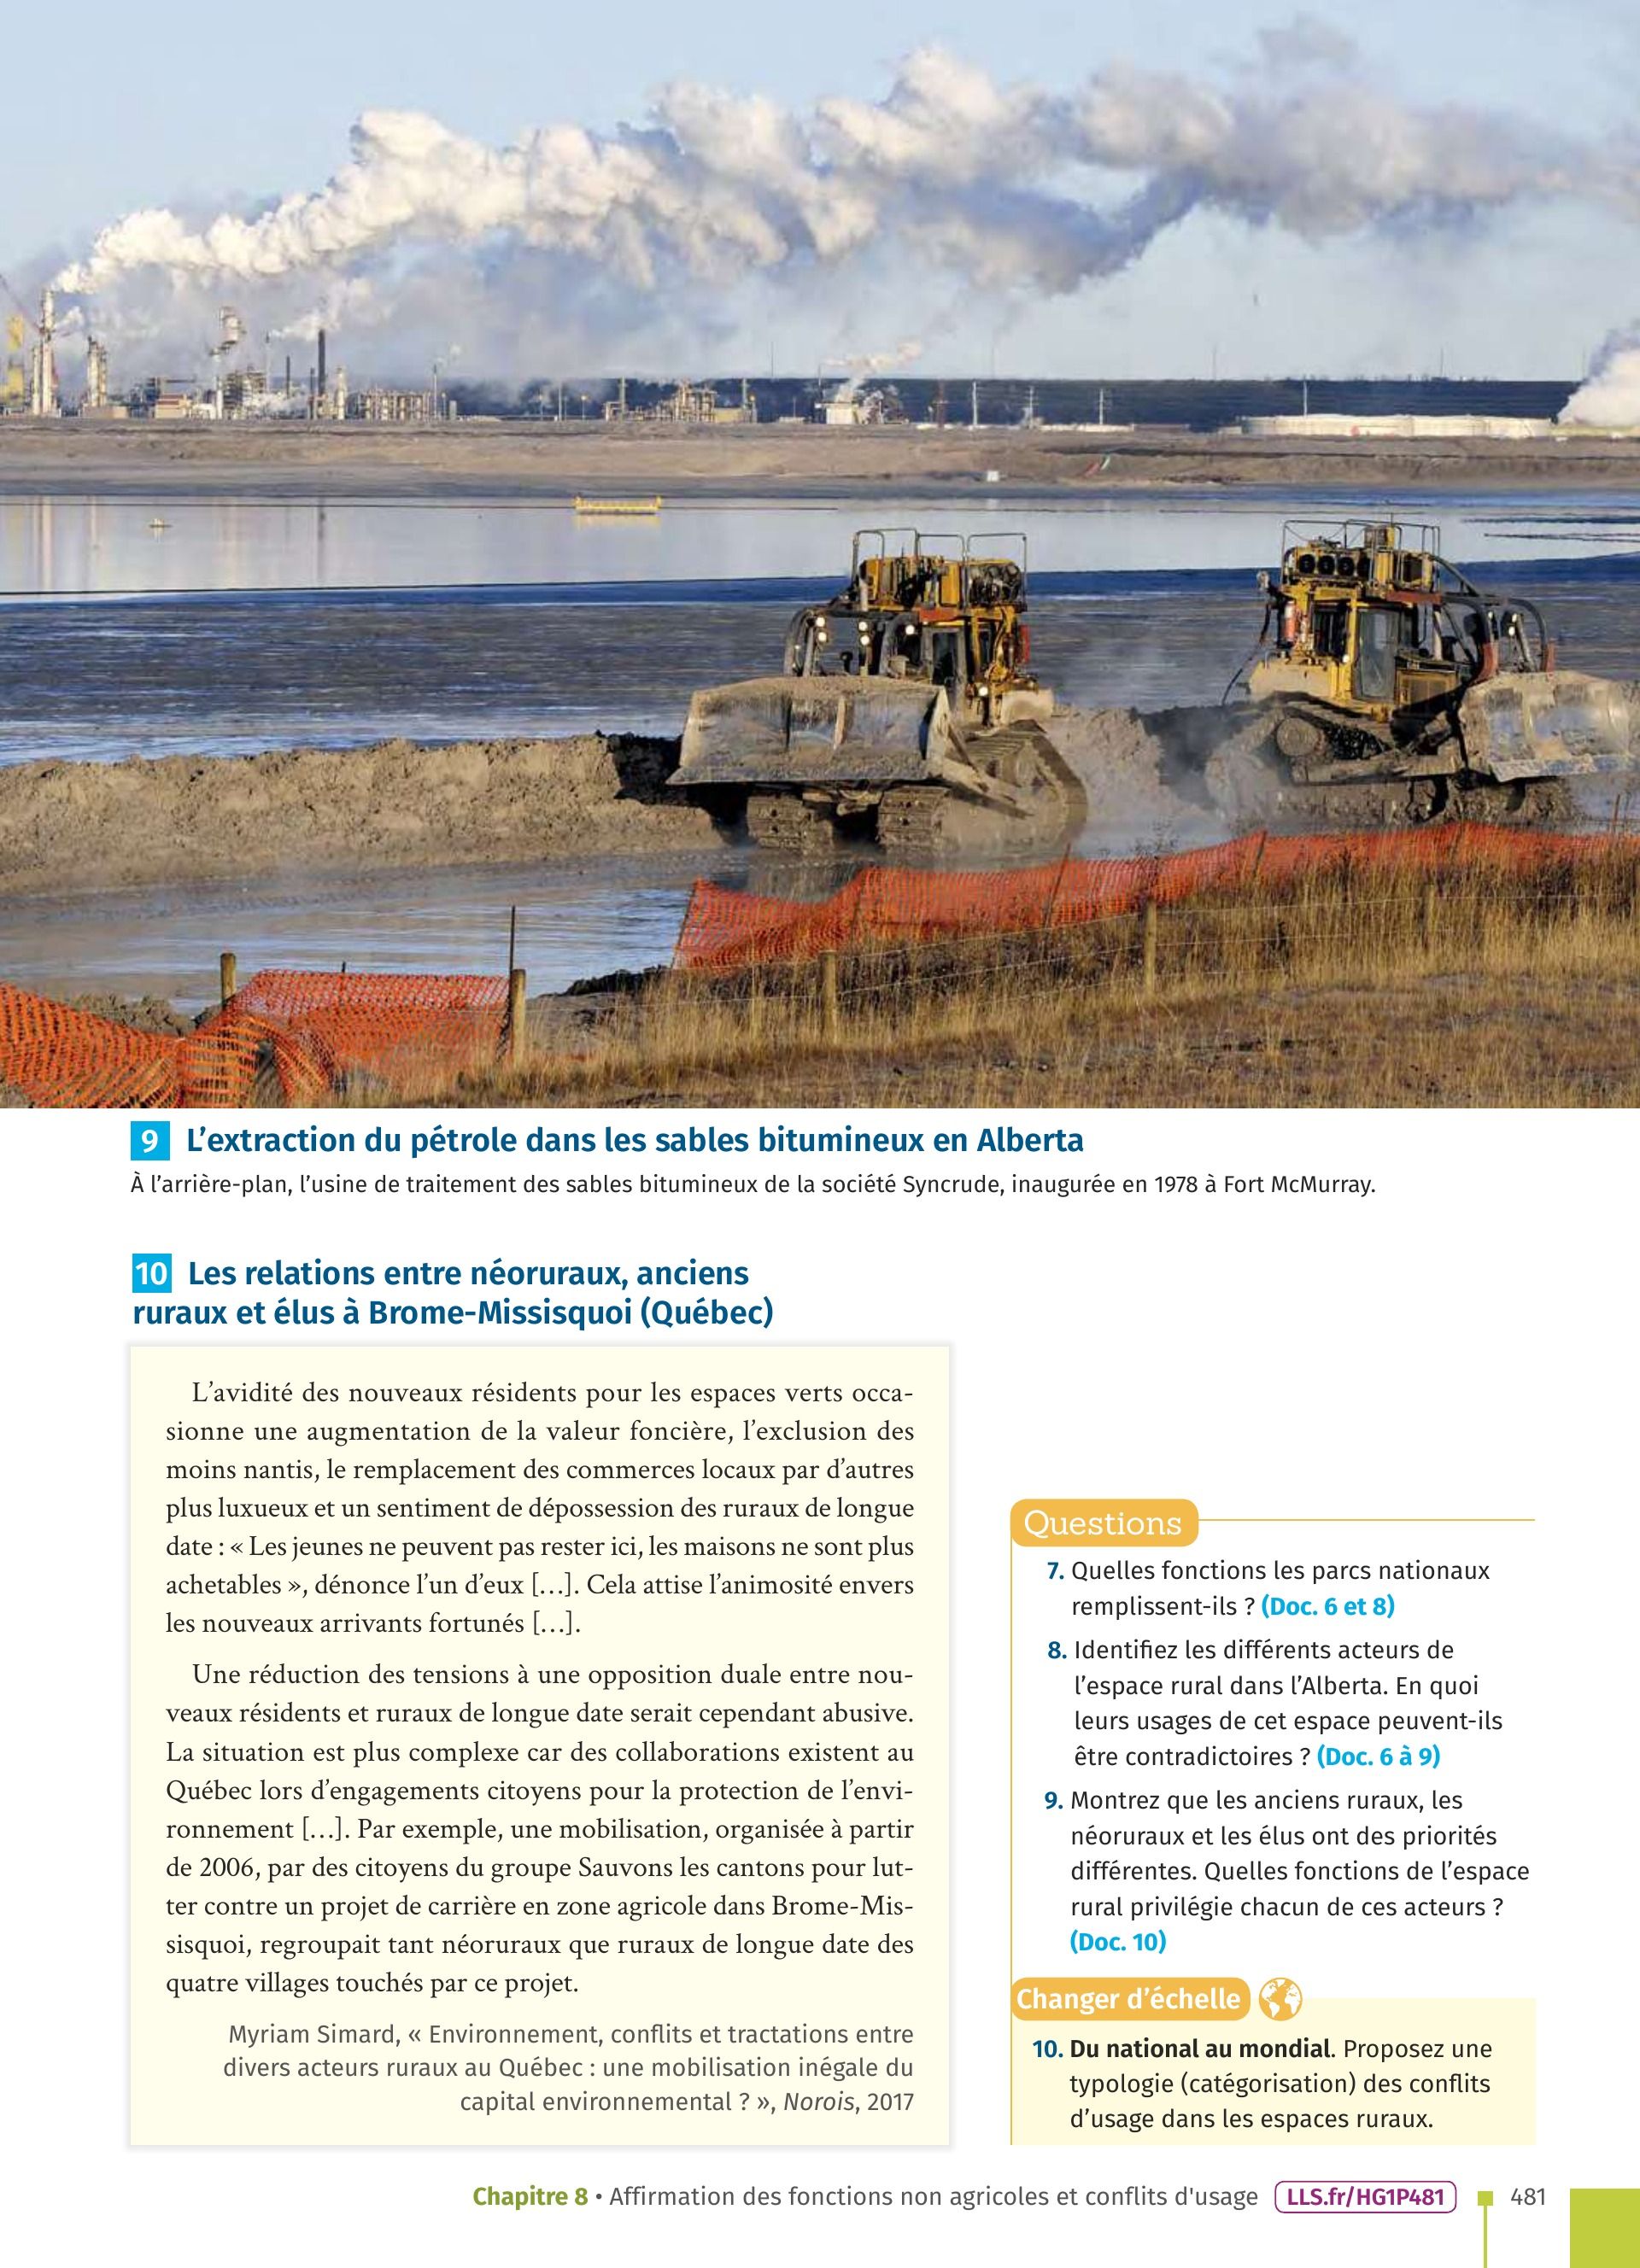 9 L’extraction du pétrole dans les sables bitumineux en Alberta
À l’arrière-plan, l’usine de traitement des sables bitumineux de la société Syncrude, inaugurée en 1978 à Fort McMurray.
10 Les relations entre néoruraux, anciens
ruraux et élus à Brome-Missisquoi (Québec)
L’avidité des nouveaux résidents pour les espaces verts occa-
sionne une augmentation de la valeur foncière, l’exclusion des
moins nantis, le remplacement des commerces locaux par d’autres
plus luxueux et un sentiment de dépossession des ruraux de longue
date : « Les jeunes ne peuvent pas rester ici, les maisons ne sont plus
achetables », dénonce l’un d’eux […]. Cela attise l’animosité envers
les nouveaux arrivants fortunés […].
Une réduction des tensions à une opposition duale entre nou-
veaux résidents et ruraux de longue date serait cependant abusive.
La situation est plus complexe car des collaborations existent au
Québec lors d’engagements citoyens pour la protection de l’envi-
ronnement […]. Par exemple, une mobilisation, organisée à partir
de 2006, par des citoyens du groupe Sauvons les cantons pour lut-
ter contre un projet de carrière en zone agricole dans Brome-Mis-
sisquoi, regroupait tant néoruraux que ruraux de longue date des
quatre villages touchés par ce projet.
Myriam Simard, « Environnement, conflits et tractations entre
divers acteurs ruraux au Québec : une mobilisation inégale du
capital environnemental ? », Norois, 2017
Questions
7. Quelles fonctions les parcs nationaux
remplissent-ils ? (Doc. 6 et 8)
8. Identifiez les différents acteurs de
l’espace rural dans l’Alberta. En quoi
leurs usages de cet espace peuvent-ils
être contradictoires ? (Doc. 6 à 9)
9. Montrez que les anciens ruraux, les
néoruraux et les élus ont des priorités
différentes. Quelles fonctions de l’espace
rural privilégie chacun de ces acteurs ?
(Doc. 10)
Changer d’échelle
10. Du national au mondial. Proposez une
typologie (catégorisation) des conflits
d’usage dans les espaces ruraux.
Chapitre 8 • Affirmation des fonctions non agricoles et conflits d'usage LLS.fr/HG1P481 481